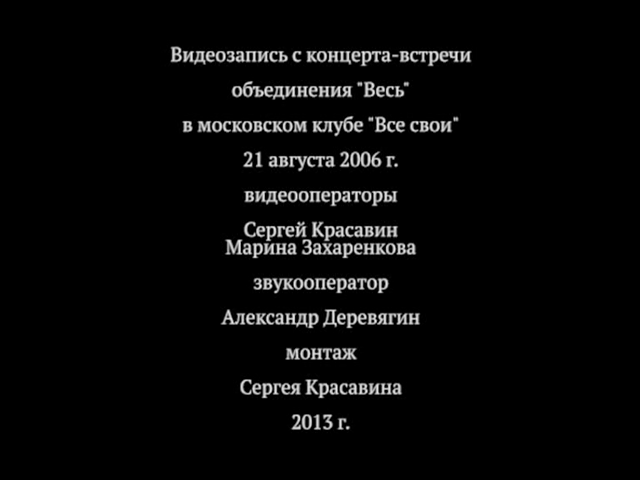 Видеозапись с концерта-встречи
объединения "Весь"
в московском клубе "Все свои"
21 августа 2006 г.
видеооператоры
Сергей Красавин
Марина Захаренкова
звукооператор
Александр Деревягин
монтаж
Сергея Красавина
2013 г.